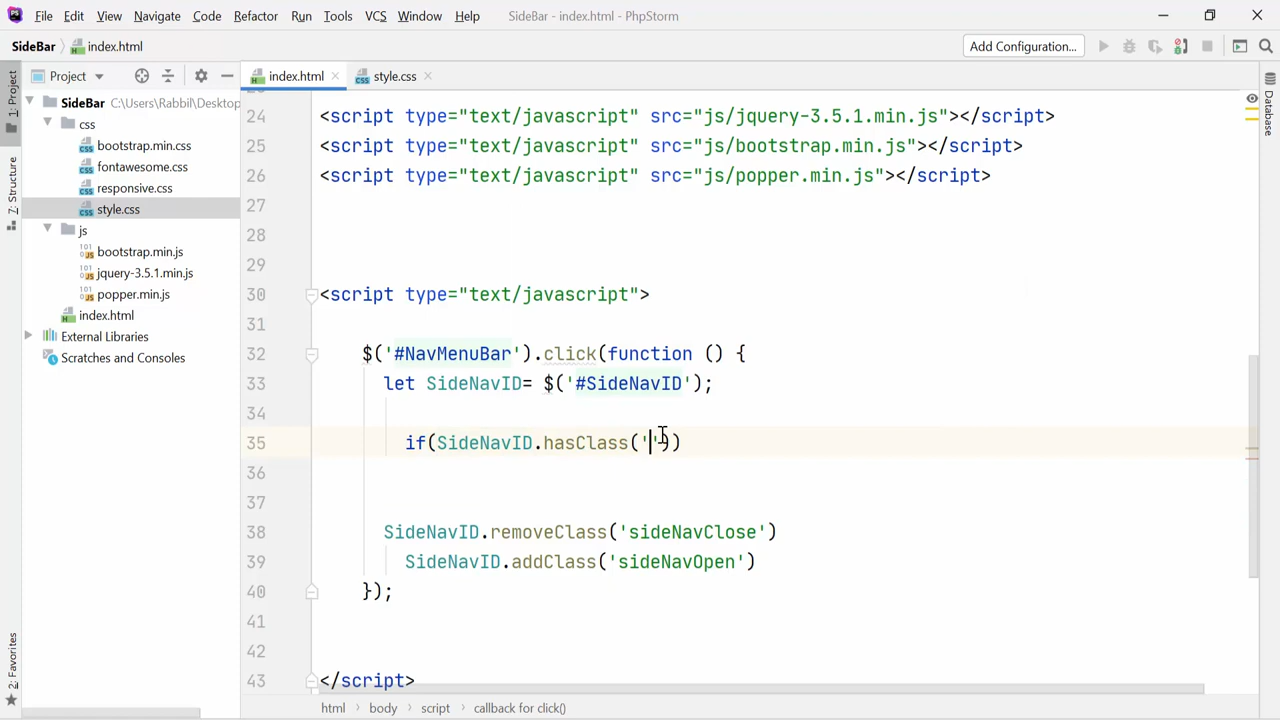 File Edit View Navigate Code Refactor Run Tools VCS Window Help SideBar - index.html - PhpStorm
SideBar index.html Add Configuration...
1: Project
7: Structure
2: Favorites
Database
Project
SideBar C:\Users\Rabbil\Desktop
css
bootstrap.min.css
fontawesome.css
responsive.css
style.css
js
bootstrap.min.js
jquery-3.5.1.min.js
popper.min.js
index.html
External Libraries
Scratches and Consoles
index.html style.css
24 <script type="text/javascript" src="js/jquery-3.5.1.min.js"></script>
25 <script type="text/javascript" src="js/bootstrap.min.js"></script>
26 <script type="text/javascript" src="js/popper.min.js"></script>
27
28
29
30 <script type="text/javascript">
31
32 $('#NavMenuBar').click(function () {
33 let SideNavID= $('#SideNavID');
34
35 if(SideNavID.hasClass(''))
36
37
38 SideNavID.removeClass('sideNavClose')
39 SideNavID.addClass('sideNavOpen')
40 });
41
42
43 </script>
html body script callback for click()